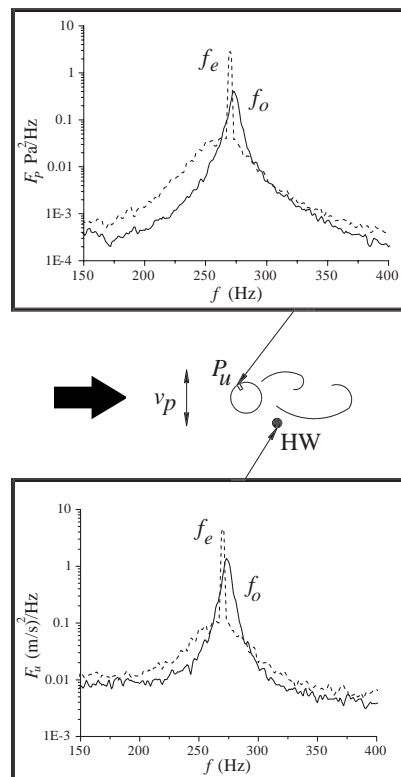 10
1
0.1
0.01
1E-3
1E-4
F_p Pa²/Hz
f_e
f_o
150 200 250 300 350 400
f (Hz)
v_p
P_u
HW
10
1
0.1
0.01
1E-3
F_u (m/s)²/Hz
f_e
f_o
150 200 250 300 350 400
f (Hz)